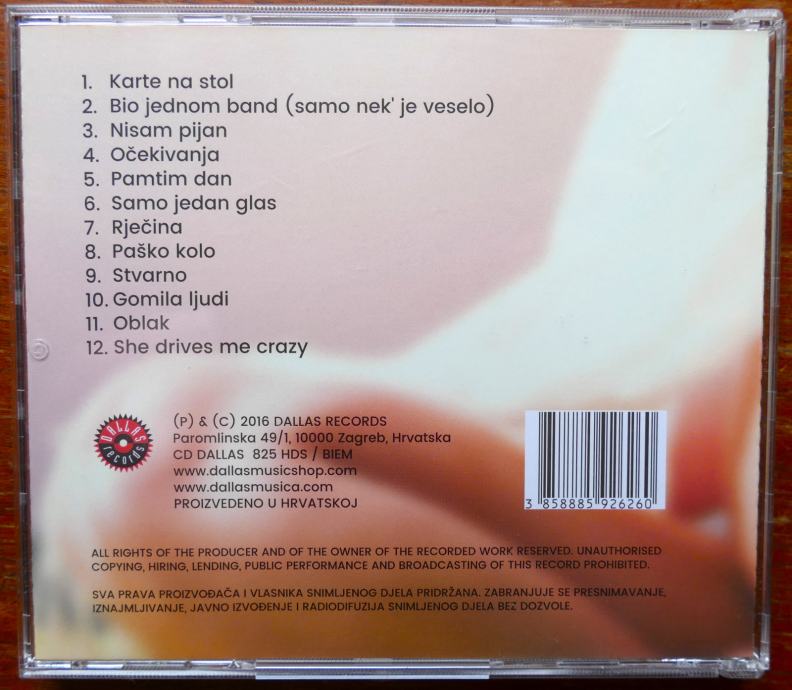 1. Karte na stol
2. Bio jednom band (samo nek' je veselo)
3. Nisam pijan
4. Očekivanja
5. Pamtim dan
6. Samo jedan glas
7. Rječina
8. Paško kolo
9. Stvarno
10. Gomila ljudi
11. Oblak
12. She drives me crazy
DALLAS
records
(P) & (C) 2016 DALLAS RECORDS
Paromlinska 49/1, 10000 Zagreb, Hrvatska
CD DALLAS 825 HDS / BIEM
www.dallasmusicshop.com
www.dallasmusica.com
PROIZVEDENO U HRVATSKOJ
3 858885 926260
ALL RIGHTS OF THE PRODUCER AND OF THE OWNER OF THE RECORDED WORK RESERVED. UNAUTHORISED
COPYING, HIRING, LENDING, PUBLIC PERFORMANCE AND BROADCASTING OF THIS RECORD PROHIBITED.
SVA PRAVA PROIZVOĐAČA I VLASNIKA SNIMLJENOG DJELA PRIDRŽANA. ZABRANJUJE SE PRESNIMAVANJE,
IZNAJMLJIVANJE, JAVNO IZVOĐENJE I RADIODIFUZIJA SNIMLJENOG DJELA BEZ DOZVOLE.